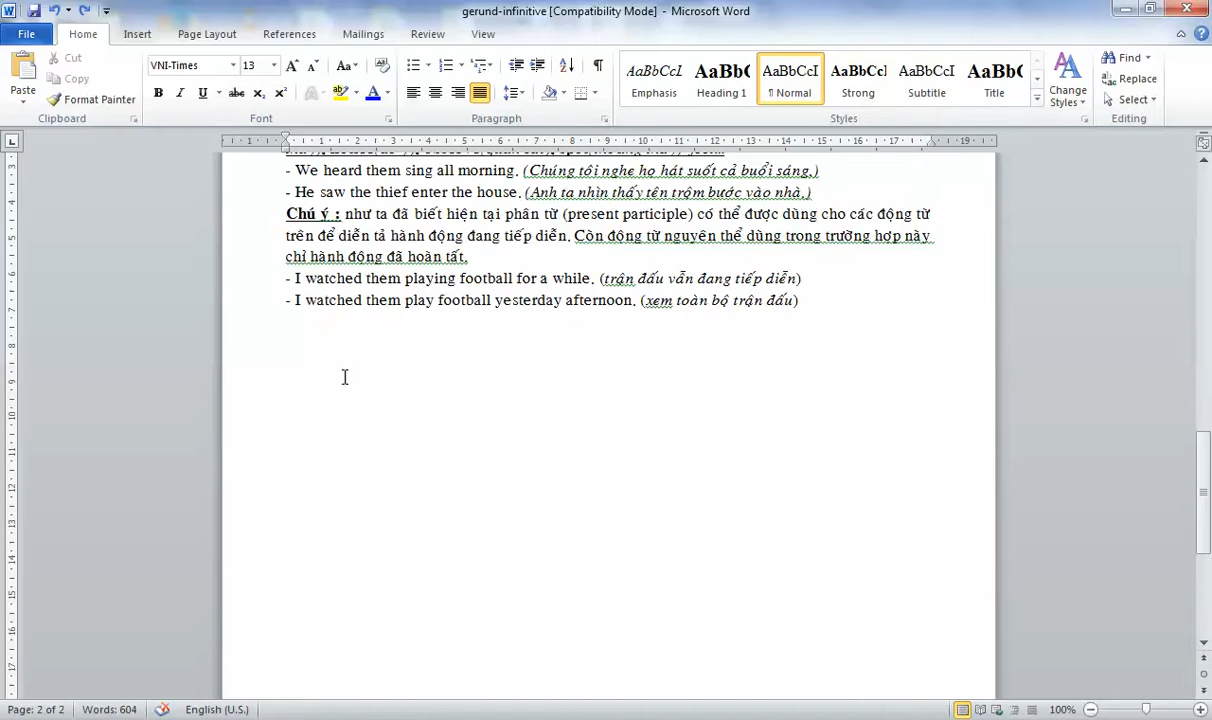 gerund-infinitive [Compatibility Mode] - Microsoft Word
File Home Insert Page Layout References Mailings Review View
Cut
Copy
Format Painter
Paste
Clipboard
VNI-Times 13
Font
Paragraph
AaBbCcI AaBbC AaBbCcI AaBbCcI AaBbCcI AaBbC
Emphasis Heading 1 ¶ Normal Strong Subtitle Title
Change Styles
Styles
Find
Replace
Select
Editing
- We heard them sing all morning. (Chúng tôi nghe họ hát suốt cả buổi sáng.)
- He saw the thief enter the house. (Anh ta nhìn thấy tên trộm bước vào nhà.)
Chú ý : như ta đã biết hiện tại phân từ (present participle) có thể được dùng cho các động từ
trên để diễn tả hành động đang tiếp diễn. Còn động từ nguyên thể dùng trong trường hợp này
chỉ hành động đã hoàn tất.
- I watched them playing football for a while. (trận đấu vẫn đang tiếp diễn)
- I watched them play football yesterday afternoon. (xem toàn bộ trận đấu)
Page: 2 of 2 Words: 604 English (U.S.) 100%